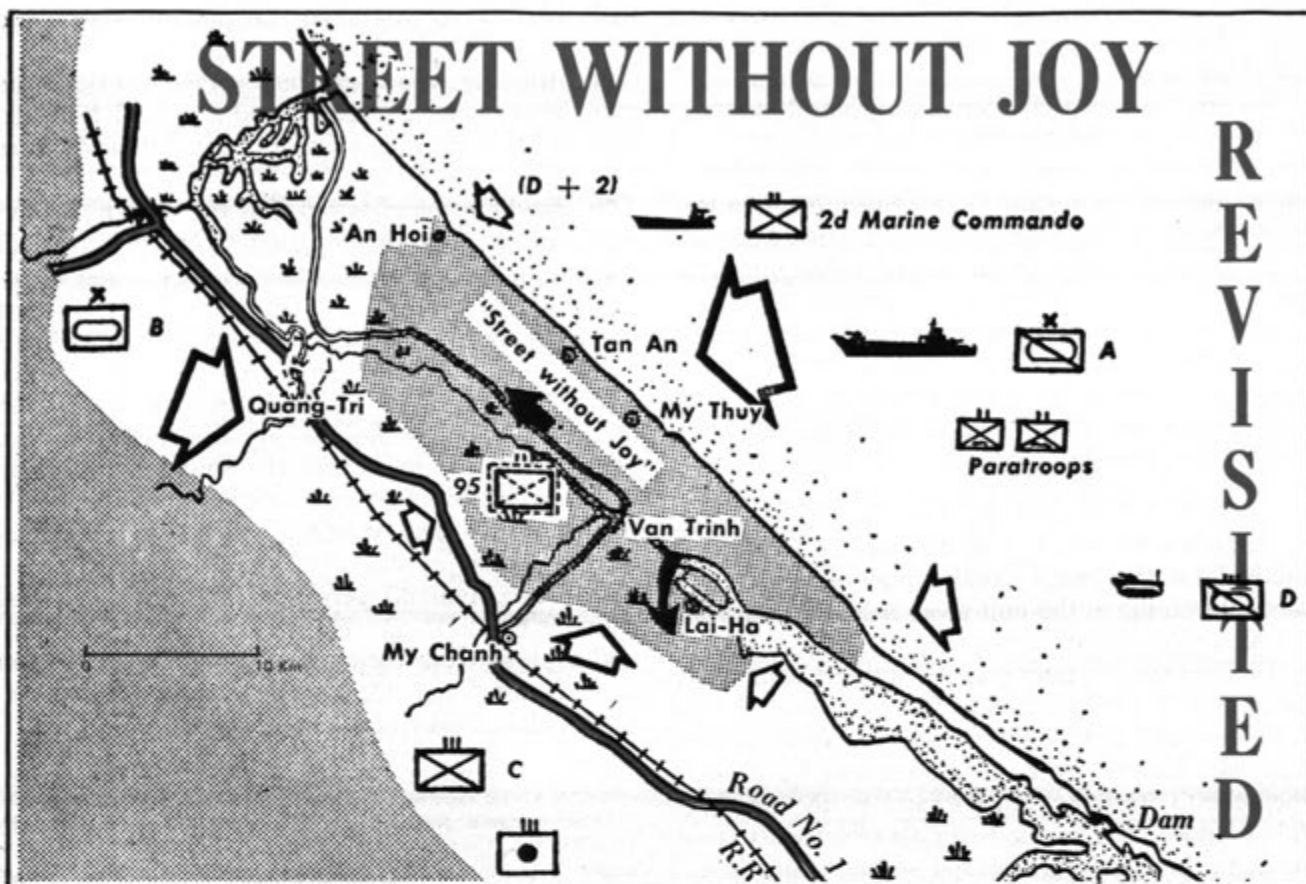 STREET WITHOUT JOY
REVISITED
(D + 2)
2d Marine Commando
An Hoi
B
"Street without Joy"
Tan An
A
My Thuy
Quang-Tri
Paratroops
95
Van Trinh
D
Lai-Ha
My Chanh
0 10 Km.
C
Road No. 1
RR
Dam